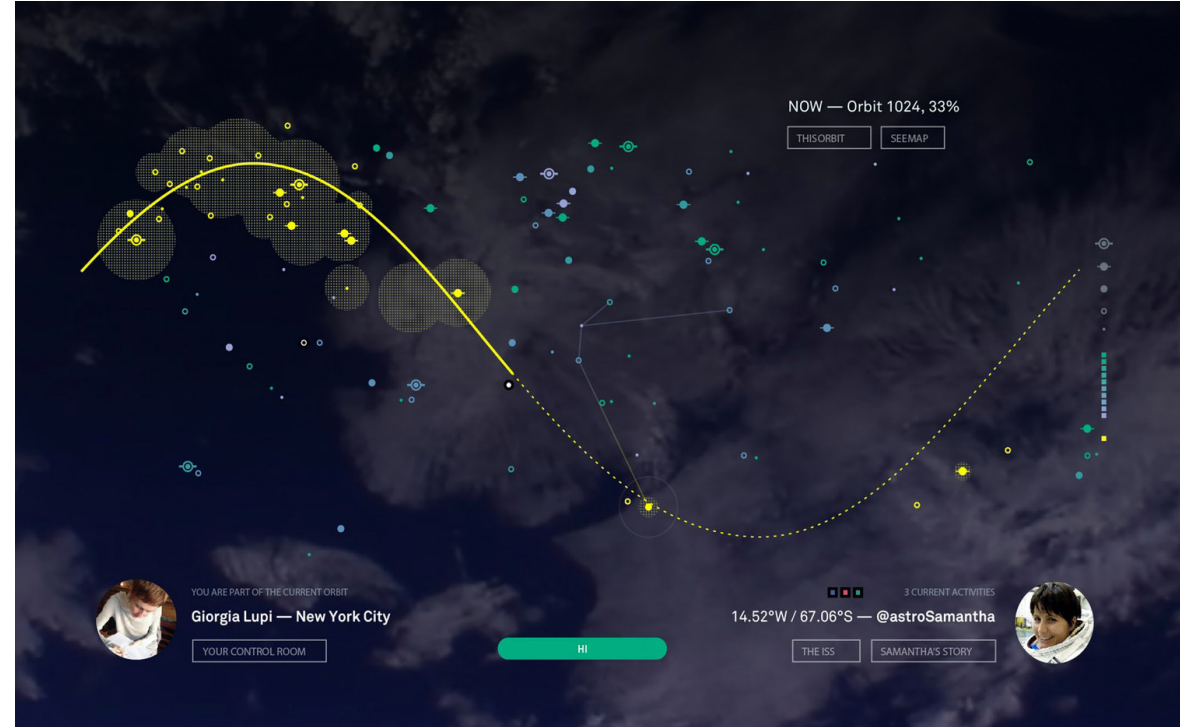 NOW — Orbit 1024, 33%
THISORBIT
SEEMAP
YOU ARE PART OF THE CURRENT ORBIT
Giorgia Lupi — New York City
YOUR CONTROL ROOM
HI
3 CURRENT ACTIVITIES
14.52°W / 67.06°S — @astroSamantha
THE ISS
SAMANTHA'S STORY